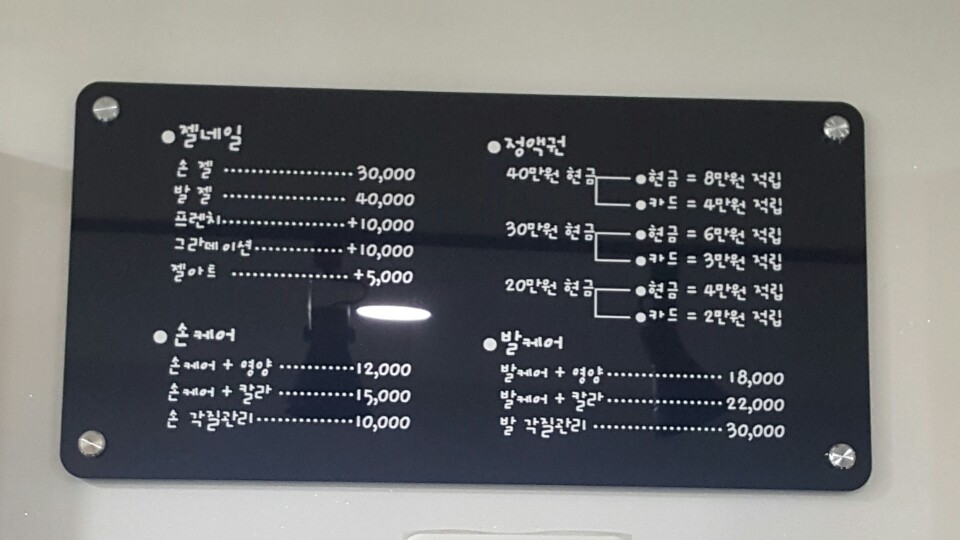 ●젤네일
손 젤 ..................... 30,000
발 젤 ..................... 40,000
프렌치..................... +10,000
그라데이션............... +10,000
젤아트 ................... +5,000
●손케어
손케어 + 영양 ............12,000
손케어 + 칼라 ............15,000
손 각질관리................10,000
●정액권
40만원 현금 ●현금 = 8만원 적립
●카드 = 4만원 적립
30만원 현금 ●현금 = 6만원 적립
●카드 = 3만원 적립
20만원 현금 ●현금 = 4만원 적립
●카드 = 2만원 적립
●발케어
발케어 + 영양.................. 18,000
발케어 + 칼라.................. 22,000
발 각질관리 .................... 30,000